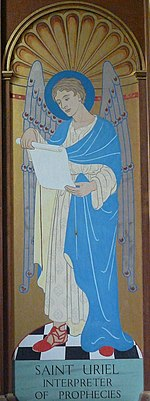 SAINT URIEL
INTERPRETER
OF PROPHECIES